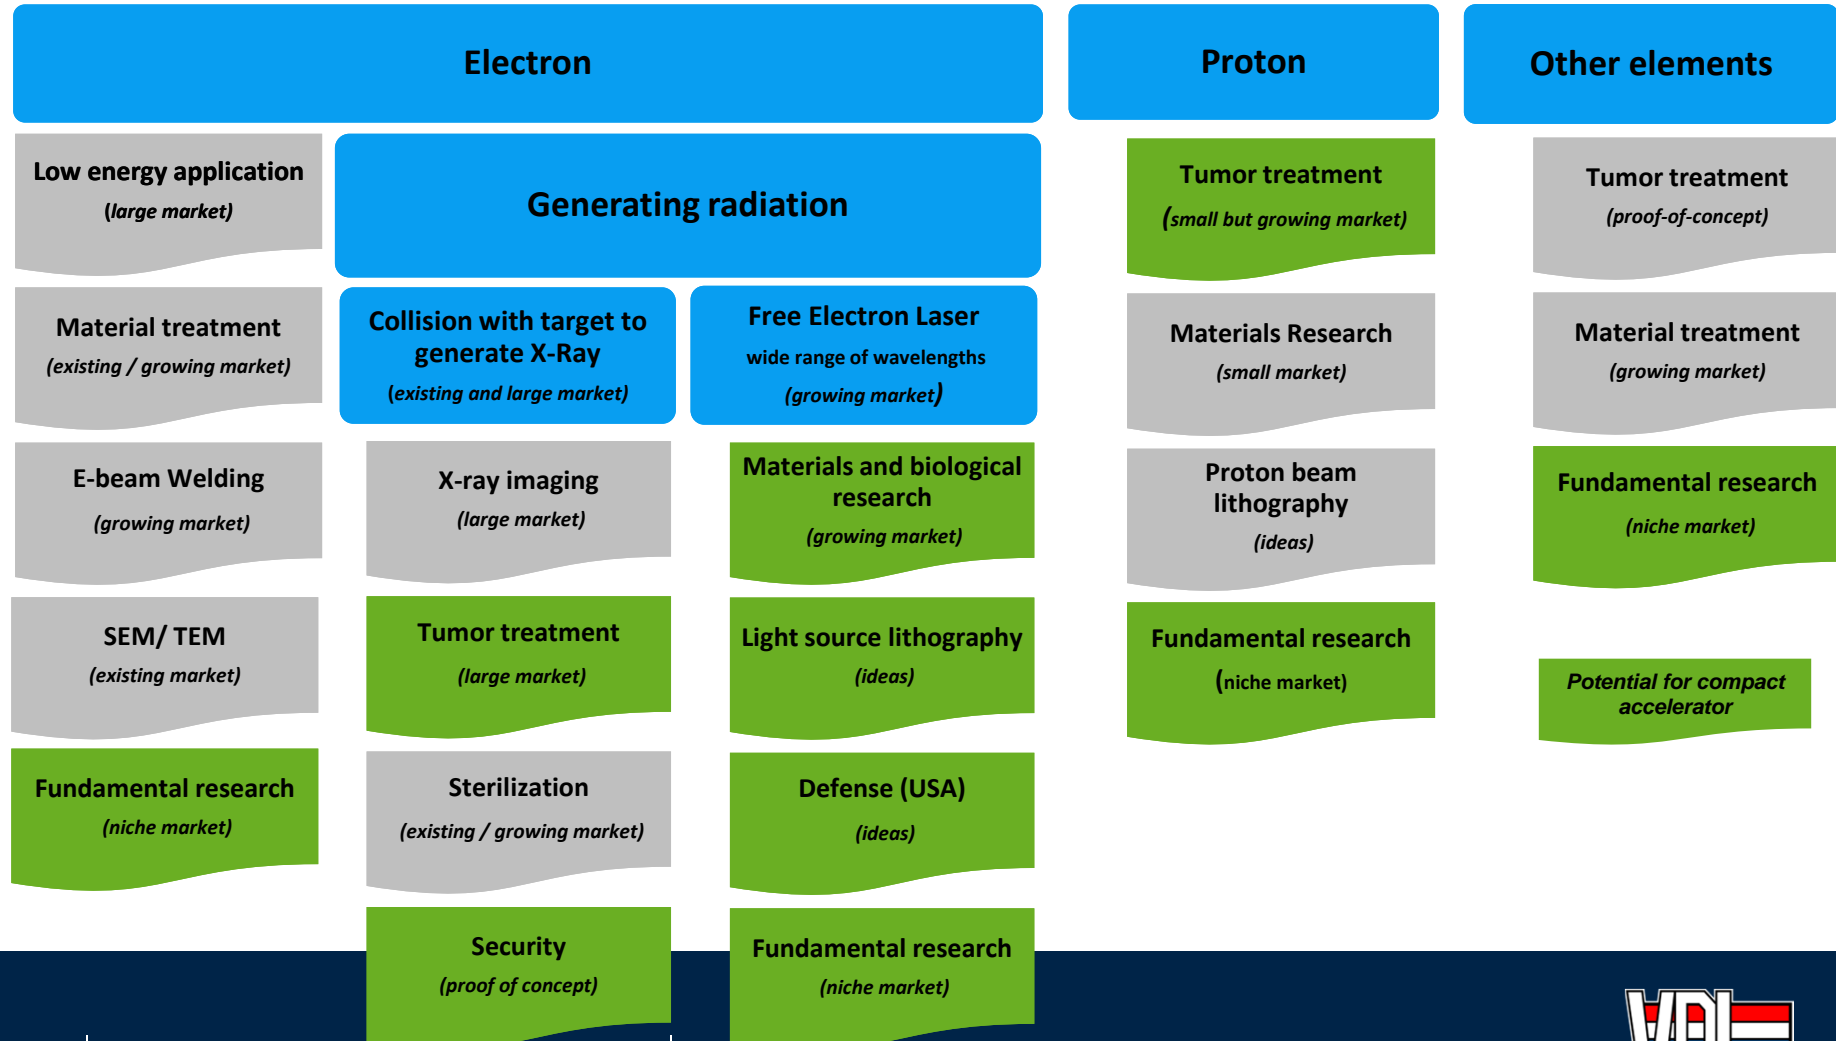 Electron
Proton
Other elements
Low energy application
(large market)
Generating radiation
Tumor treatment
(small but growing market)
Tumor treatment
(proof-of-concept)
Material treatment
(existing / growing market)
Collision with target to
generate X-Ray
(existing and large market)
Free Electron Laser
wide range of wavelengths
(growing market)
Materials Research
(small market)
Material treatment
(growing market)
E-beam Welding
(growing market)
X-ray imaging
(large market)
Materials and biological
research
(growing market)
Proton beam
lithography
(ideas)
Fundamental research
(niche market)
SEM/ TEM
(existing market)
Tumor treatment
(large market)
Light source lithography
(ideas)
Fundamental research
(niche market)
Potential for compact
accelerator
Fundamental research
(niche market)
Sterilization
(existing / growing market)
Defense (USA)
(ideas)
Security
(proof of concept)
Fundamental research
(niche market)
VDL